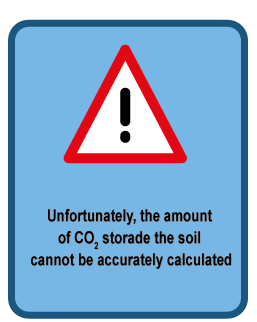 Unfortunately, the amount
of CO₂ storade the soil
cannot be accurately calculated